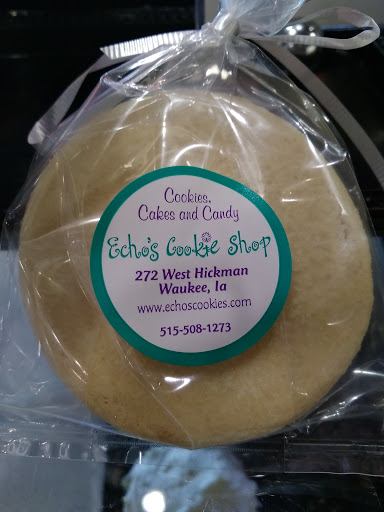 Cookies,
Cakes and Candy
Echo's Cookie Shop
272 West Hickman
Waukee, Ia
www.echoscookies.com
515-508-1273